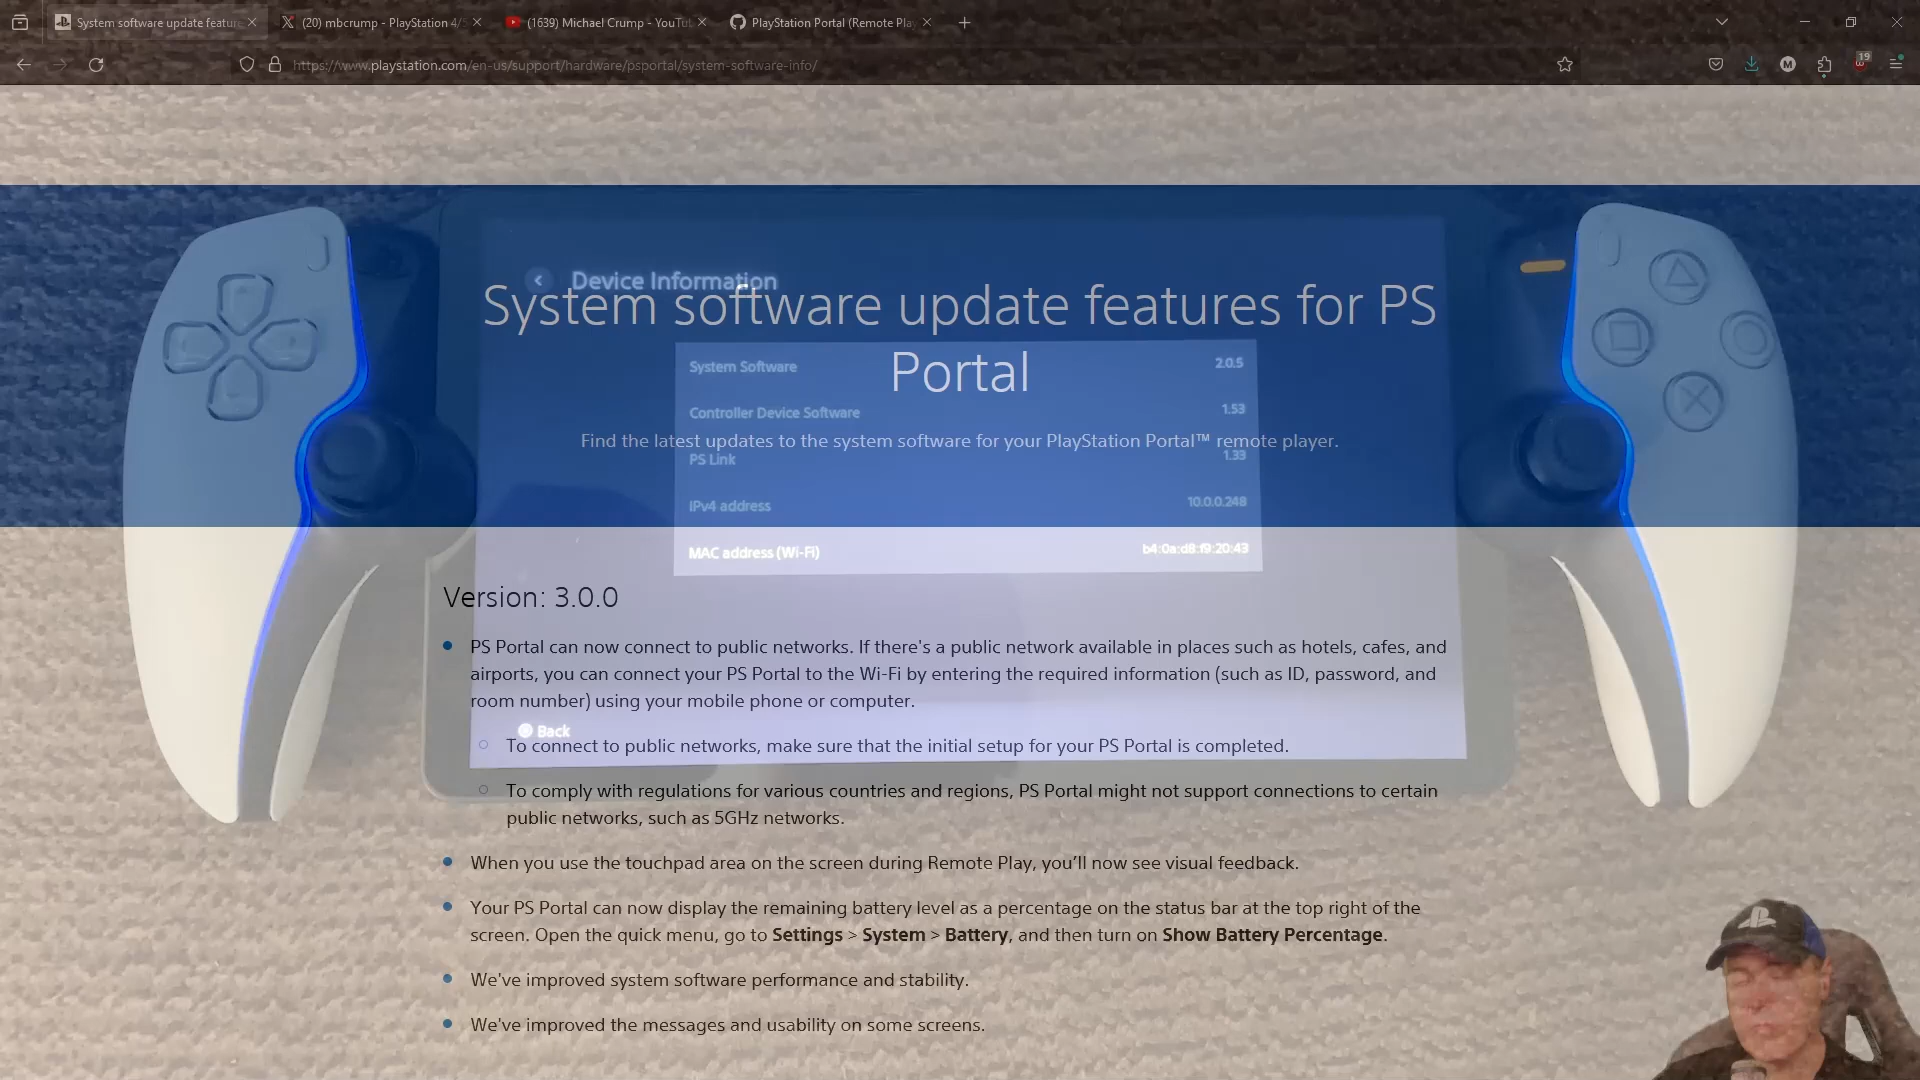 System software update featur
(20) mbcrump - PlayStation 4/5
(1639) Michael Crump - YouTu
PlayStation Portal (Remote Pla
https://www.playstation.com/en-us/support/hardware/psportal/system-software-info/
19
Device Information
System software update features for PS
Portal
System Software 2.0.5
Controller Device Software 1.53
Find the latest updates to the system software for your PlayStation Portal™ remote player.
PS Link 1.33
IPv4 address 10.0.0.248
MAC address (Wi-Fi) b4:0a:d8:f9:20:43
Version: 3.0.0
PS Portal can now connect to public networks. If there's a public network available in places such as hotels, cafes, and
airports, you can connect your PS Portal to the Wi-Fi by entering the required information (such as ID, password, and
room number) using your mobile phone or computer.
Back
To connect to public networks, make sure that the initial setup for your PS Portal is completed.
To comply with regulations for various countries and regions, PS Portal might not support connections to certain
public networks, such as 5GHz networks.
When you use the touchpad area on the screen during Remote Play, you’ll now see visual feedback.
Your PS Portal can now display the remaining battery level as a percentage on the status bar at the top right of the
screen. Open the quick menu, go to Settings > System > Battery, and then turn on Show Battery Percentage.
We've improved system software performance and stability.
We've improved the messages and usability on some screens.